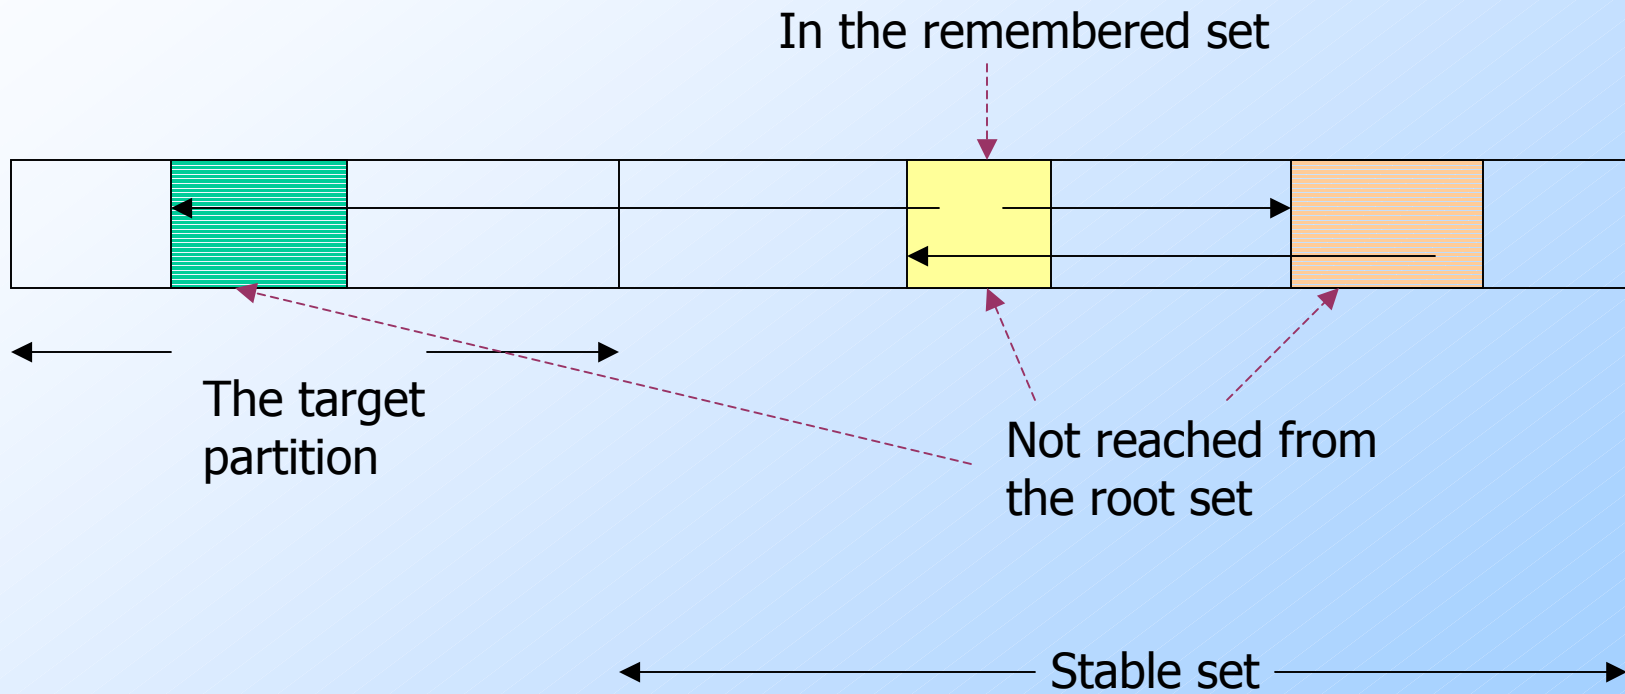 In the remembered set
The target
partition
Not reached from
the root set
Stable set